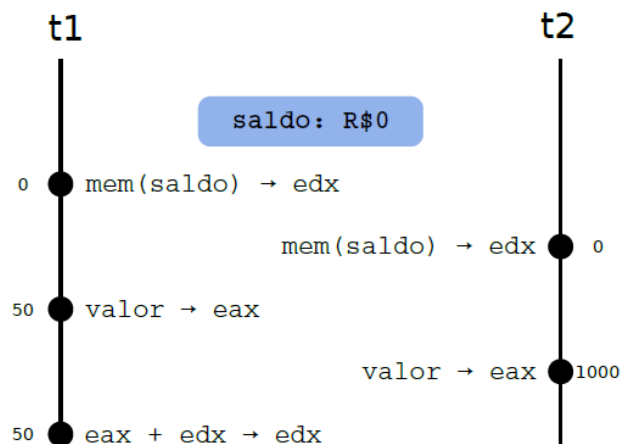 t1 t2
saldo: R$0
0 mem(saldo) → edx
mem(saldo) → edx 0
50 valor → eax
valor → eax 1000
50 eax + edx → edx